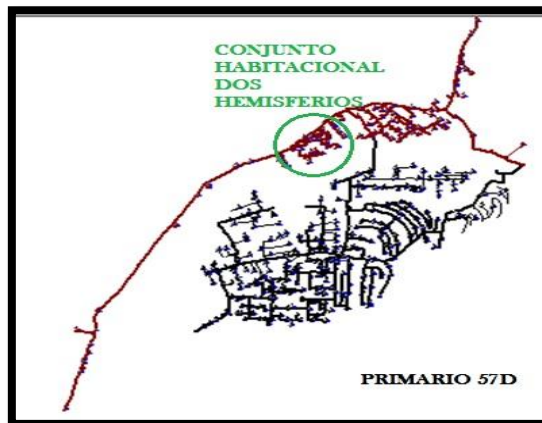 CONJUNTO
HABITACIONAL
DOS
HEMISFERIOS
PRIMARIO 57D